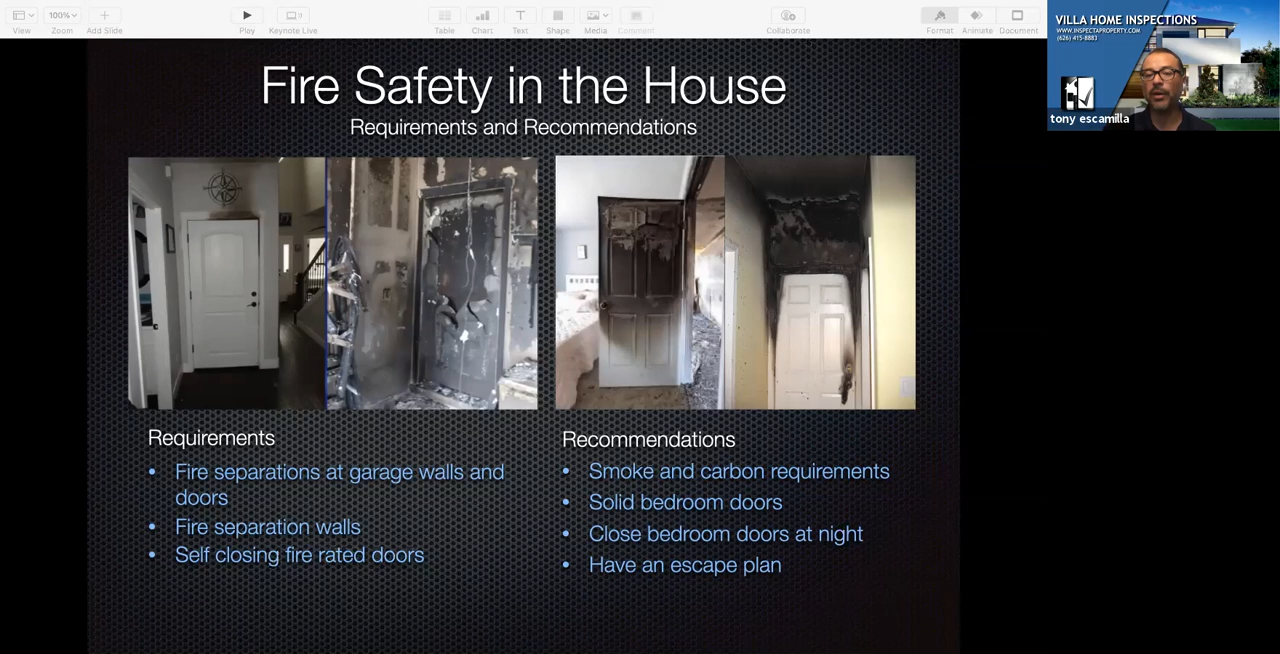 View
100%
Zoom
Add Slide
Play
Keynote Live
Table
Chart
Text
Shape
Media
Comment
Collaborate
Format
Animate
Document
VILLA HOME INSPECTIONS
WWW.INSPECTAPROPERTY.COM
(626) 415-8883
tony escamilla
Fire Safety in the House
Requirements and Recommendations
Requirements
• Fire separations at garage walls and
doors
• Fire separation walls
• Self closing fire rated doors
Recommendations
• Smoke and carbon requirements
• Solid bedroom doors
• Close bedroom doors at night
• Have an escape plan